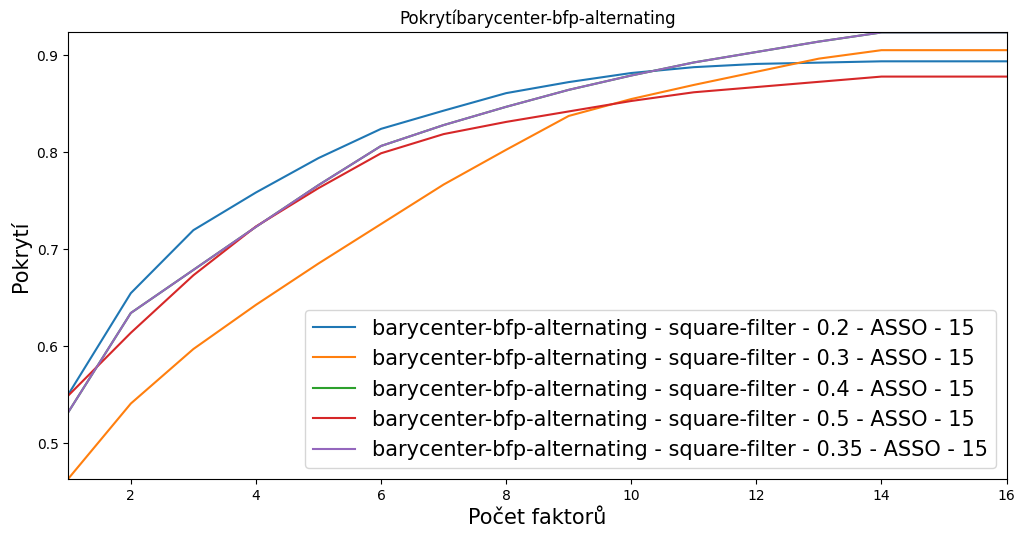 Pokrytíbarycenter-bfp-alternating
Pokrytí
0.9
0.8
0.7
0.6
0.5
barycenter-bfp-alternating - square-filter - 0.2 - ASSO - 15
barycenter-bfp-alternating - square-filter - 0.3 - ASSO - 15
barycenter-bfp-alternating - square-filter - 0.4 - ASSO - 15
barycenter-bfp-alternating - square-filter - 0.5 - ASSO - 15
barycenter-bfp-alternating - square-filter - 0.35 - ASSO - 15
2 4 6 8 10 12 14 16
Počet faktorů